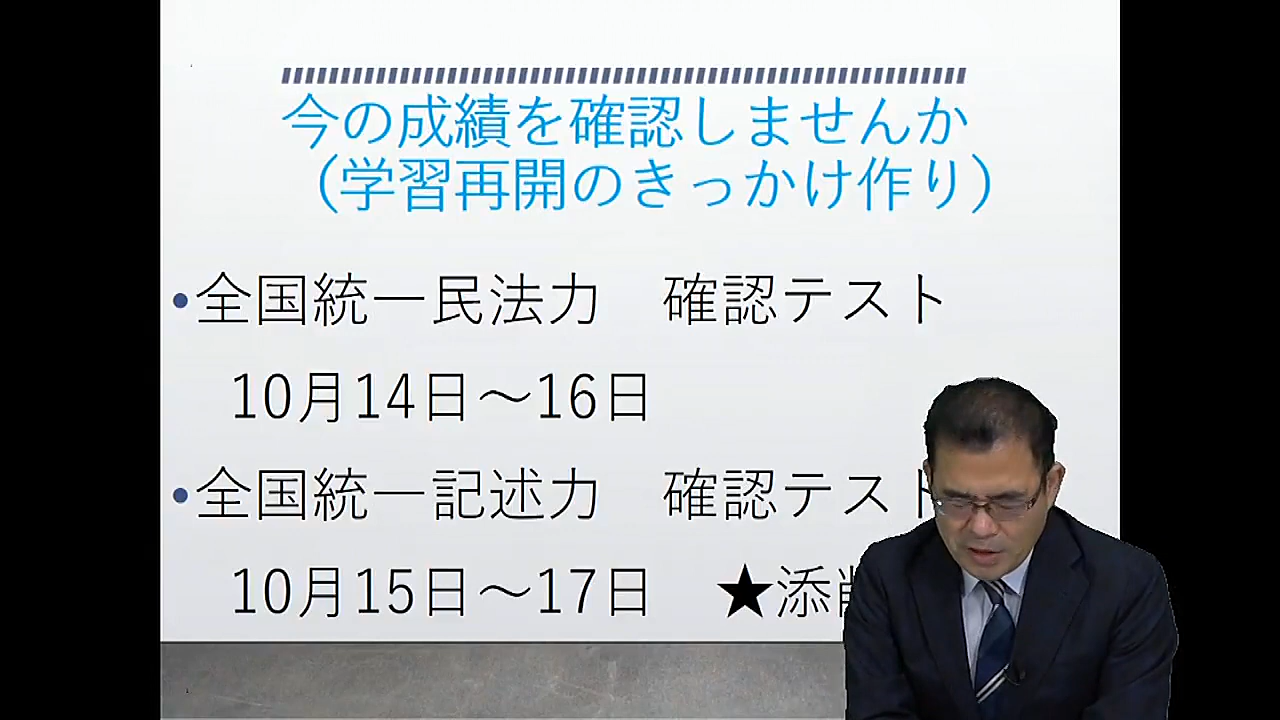 今の成績を確認しませんか
（学習再開のきっかけ作り）
•全国統一民法力　確認テスト
10月14日～16日
•全国統一記述力　確認テスト
10月15日～17日　★添